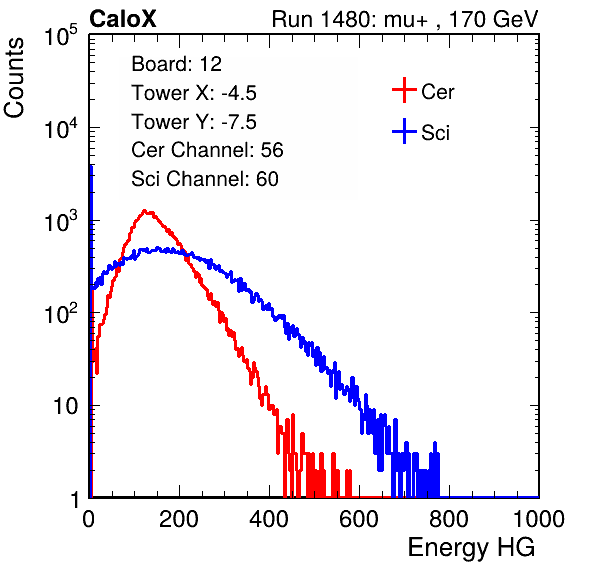 CaloX Run 1480: mu+ , 170 GeV
Counts
Board: 12
Tower X: -4.5
Tower Y: -7.5
Cer Channel: 56
Sci Channel: 60
Cer
Sci
10^5
10^4
10^3
10^2
10
1
0 200 400 600 800 1000
Energy HG